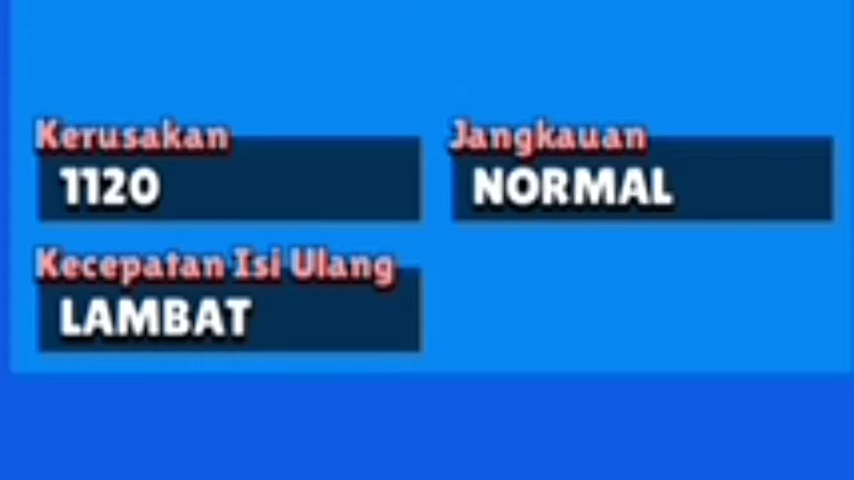 Kerusakan
1120
Jangkauan
NORMAL
Kecepatan Isi Ulang
LAMBAT